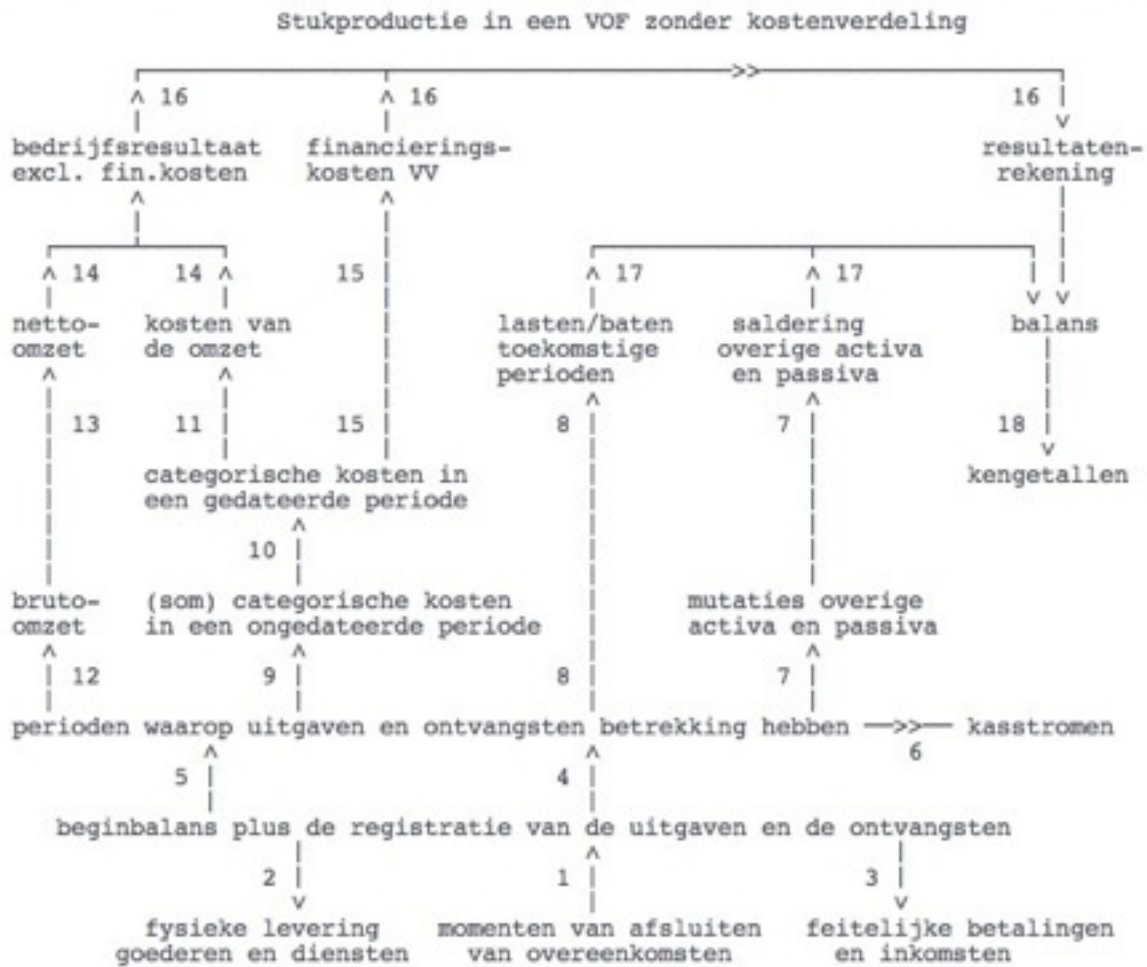 Stukproductie in een VOF zonder kostenverdeling
>>
^ 16 ^ 16 16 v
bedrijfsresultaat financierings- resultaten-
excl. fin.kosten kosten VV rekening
^ ^
^ 14 14 ^ 15 ^ 17 ^ 17 v v
netto- kosten van lasten/baten saldering balans
omzet de omzet toekomstige overige activa
perioden en passiva
^ ^ ^ ^
13 11 15 8 7 18
v
categorische kosten in kengetallen
een gedateerde periode
^
10
bruto- (som) categorische kosten mutaties overige
omzet in een ongedateerde periode activa en passiva
^ ^ ^
12 9 8 7
perioden waarop uitgaven en ontvangsten betrekking hebben —>>— kasstromen
^ ^ 6
5 4
beginbalans plus de registratie van de uitgaven en de ontvangsten
^
2 1 3
v v
fysieke levering momenten van afsluiten feitelijke betalingen
goederen en diensten van overeenkomsten en inkomsten